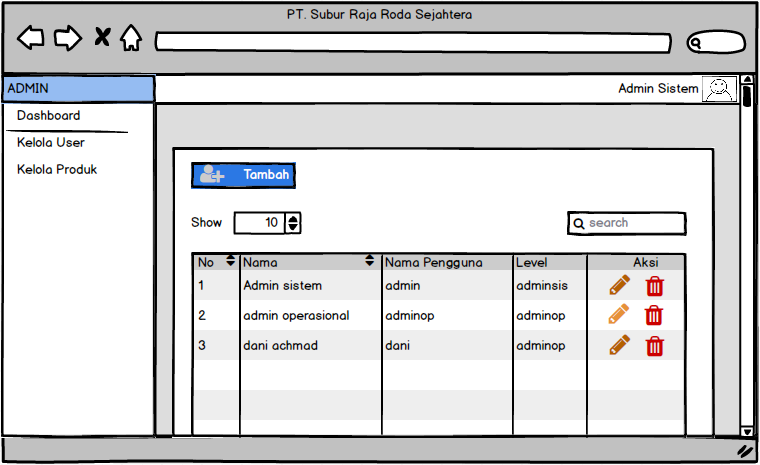 PT. Subur Raja Roda Sejahtera
ADMIN
Admin Sistem
Dashboard
Kelola User
Kelola Produk
Tambah
Show 10 search
No Nama Nama Pengguna Level Aksi
1 Admin sistem admin adminsis
2 admin operasional adminop adminop
3 dani achmad dani adminop